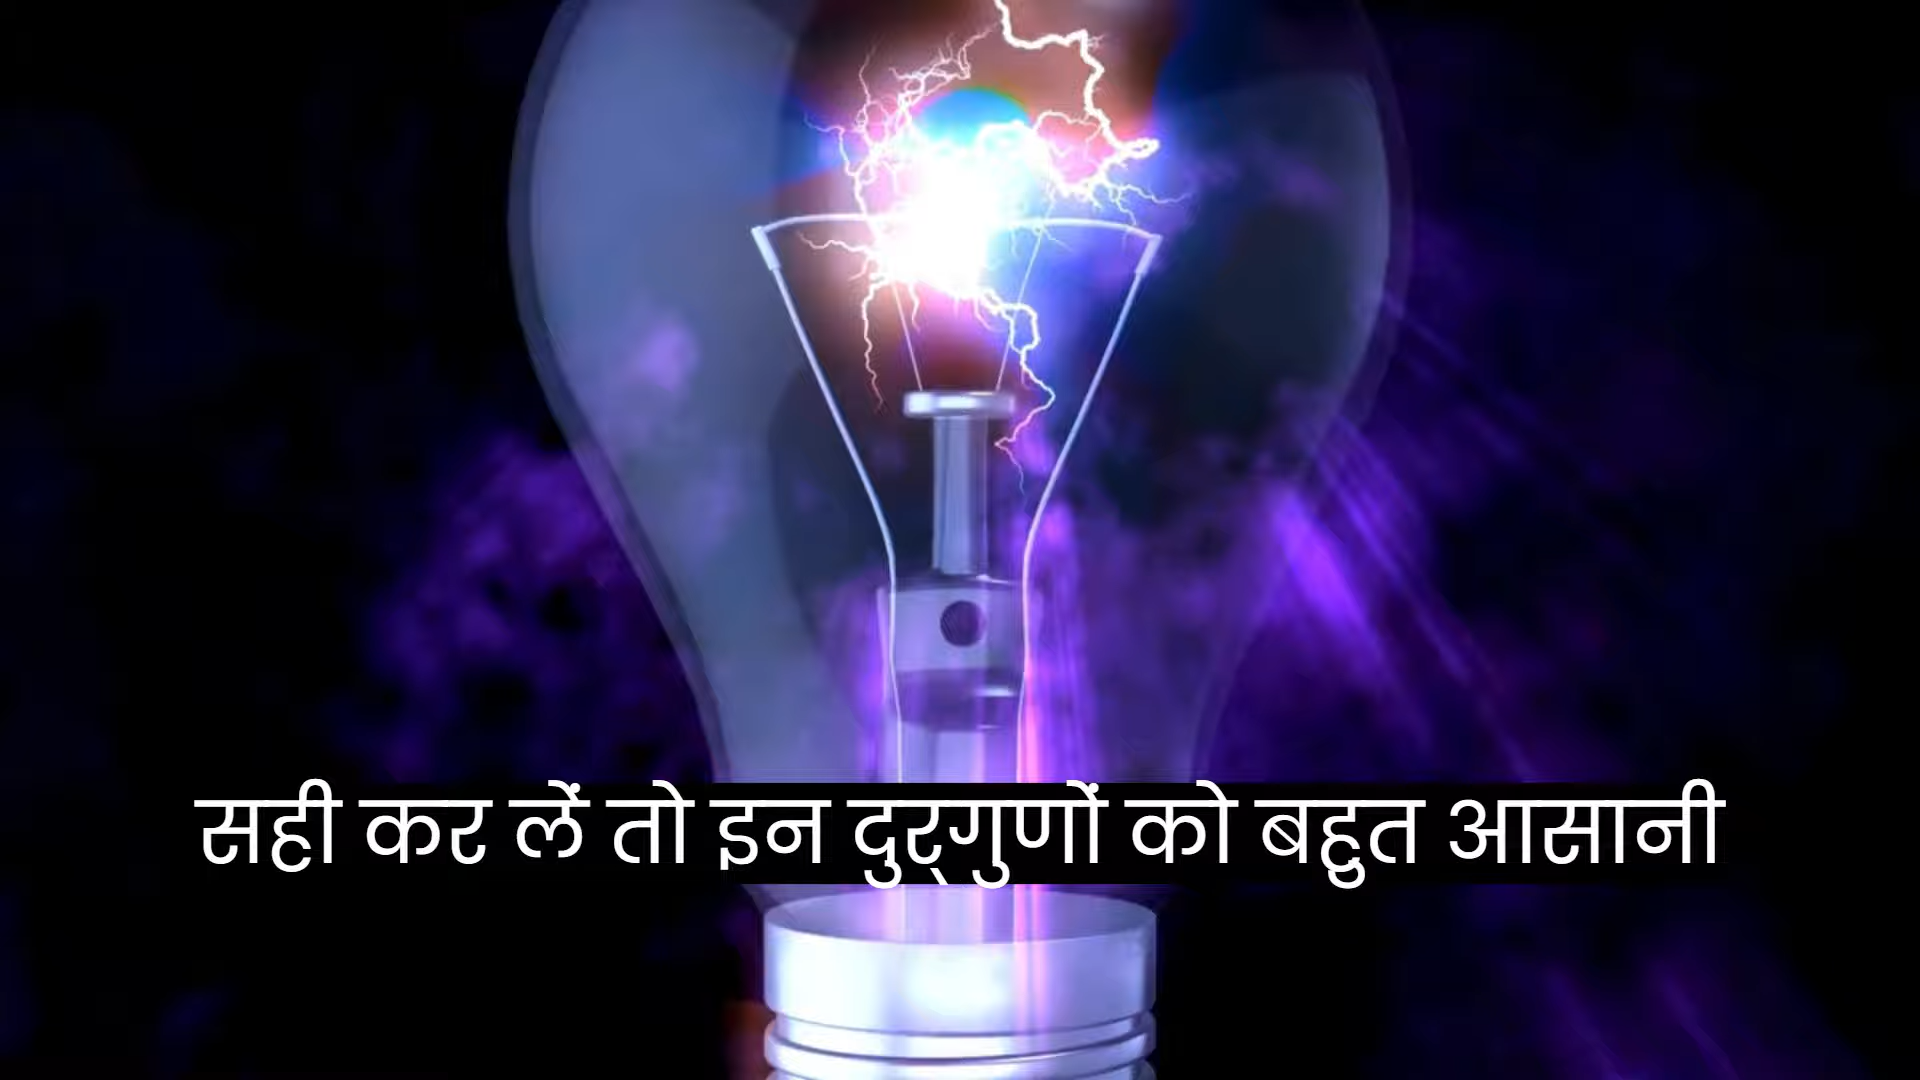 सही कर लें तो इन दुर्‌गुणों को बहुत आसानी